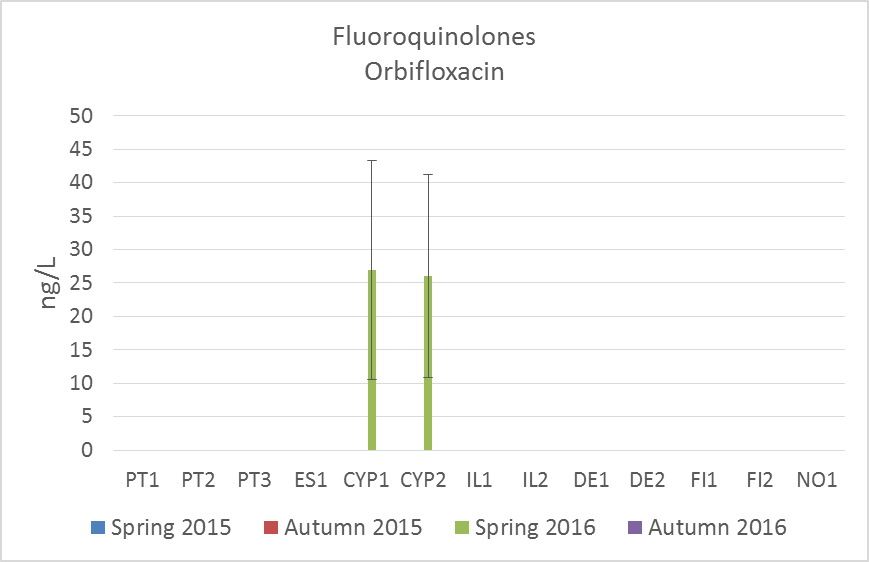 Fluoroquinolones
Orbifloxacin
50
45
40
35
30
25
20
15
10
5
0
ng/L
PT1 PT2 PT3 ES1 CYP1 CYP2 IL1 IL2 DE1 DE2 FI1 FI2 NO1
Spring 2015 Autumn 2015 Spring 2016 Autumn 2016